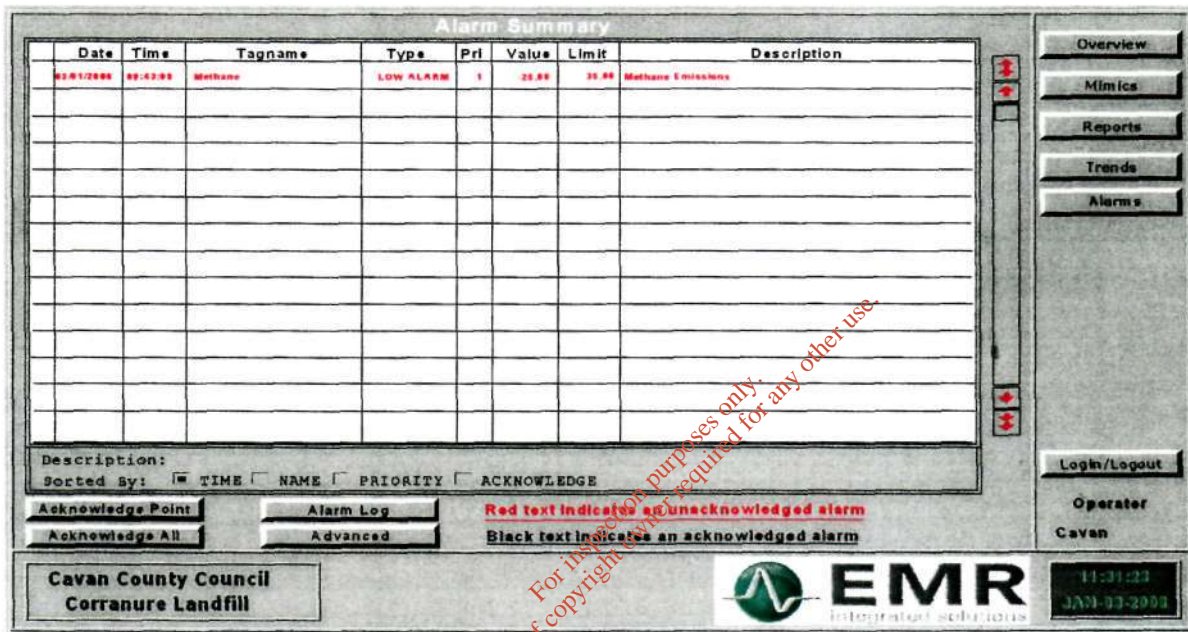 Alarm Summary
Date Time Tagname Type Pri Value Limit Description
Methane LOW ALARM 1 Methane Emissions
Description:
Sorted By: TIME NAME PRIORITY ACKNOWLEDGE
Acknowledge Point
Alarm Log
Red text indicates an unacknowledged alarm
Acknowledge All
Advanced
Black text indicates an acknowledged alarm
Cavan County Council
Corranure Landfill
EMR
integrated solutions
11:31:23
Overview
Mimics
Reports
Trends
Alarms
Login/Logout
Operator
Cavan
For inspection purposes only.
of copyright owner required for any other use.